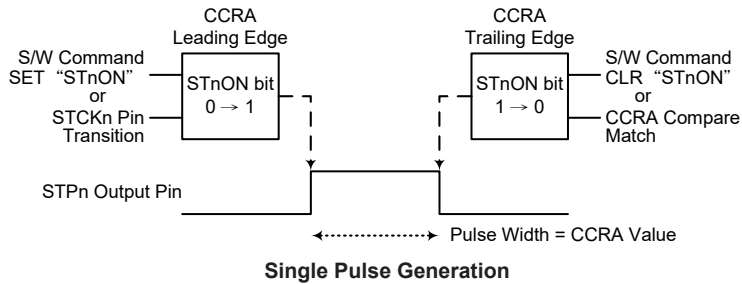 CCRA
Leading Edge
S/W Command
SET “STnON”
or
STCKn Pin
Transition
STnON bit
0 → 1
CCRA
Trailing Edge
STnON bit
1 → 0
S/W Command
CLR “STnON”
or
CCRA Compare
Match
STPn Output Pin
Pulse Width = CCRA Value
Single Pulse Generation